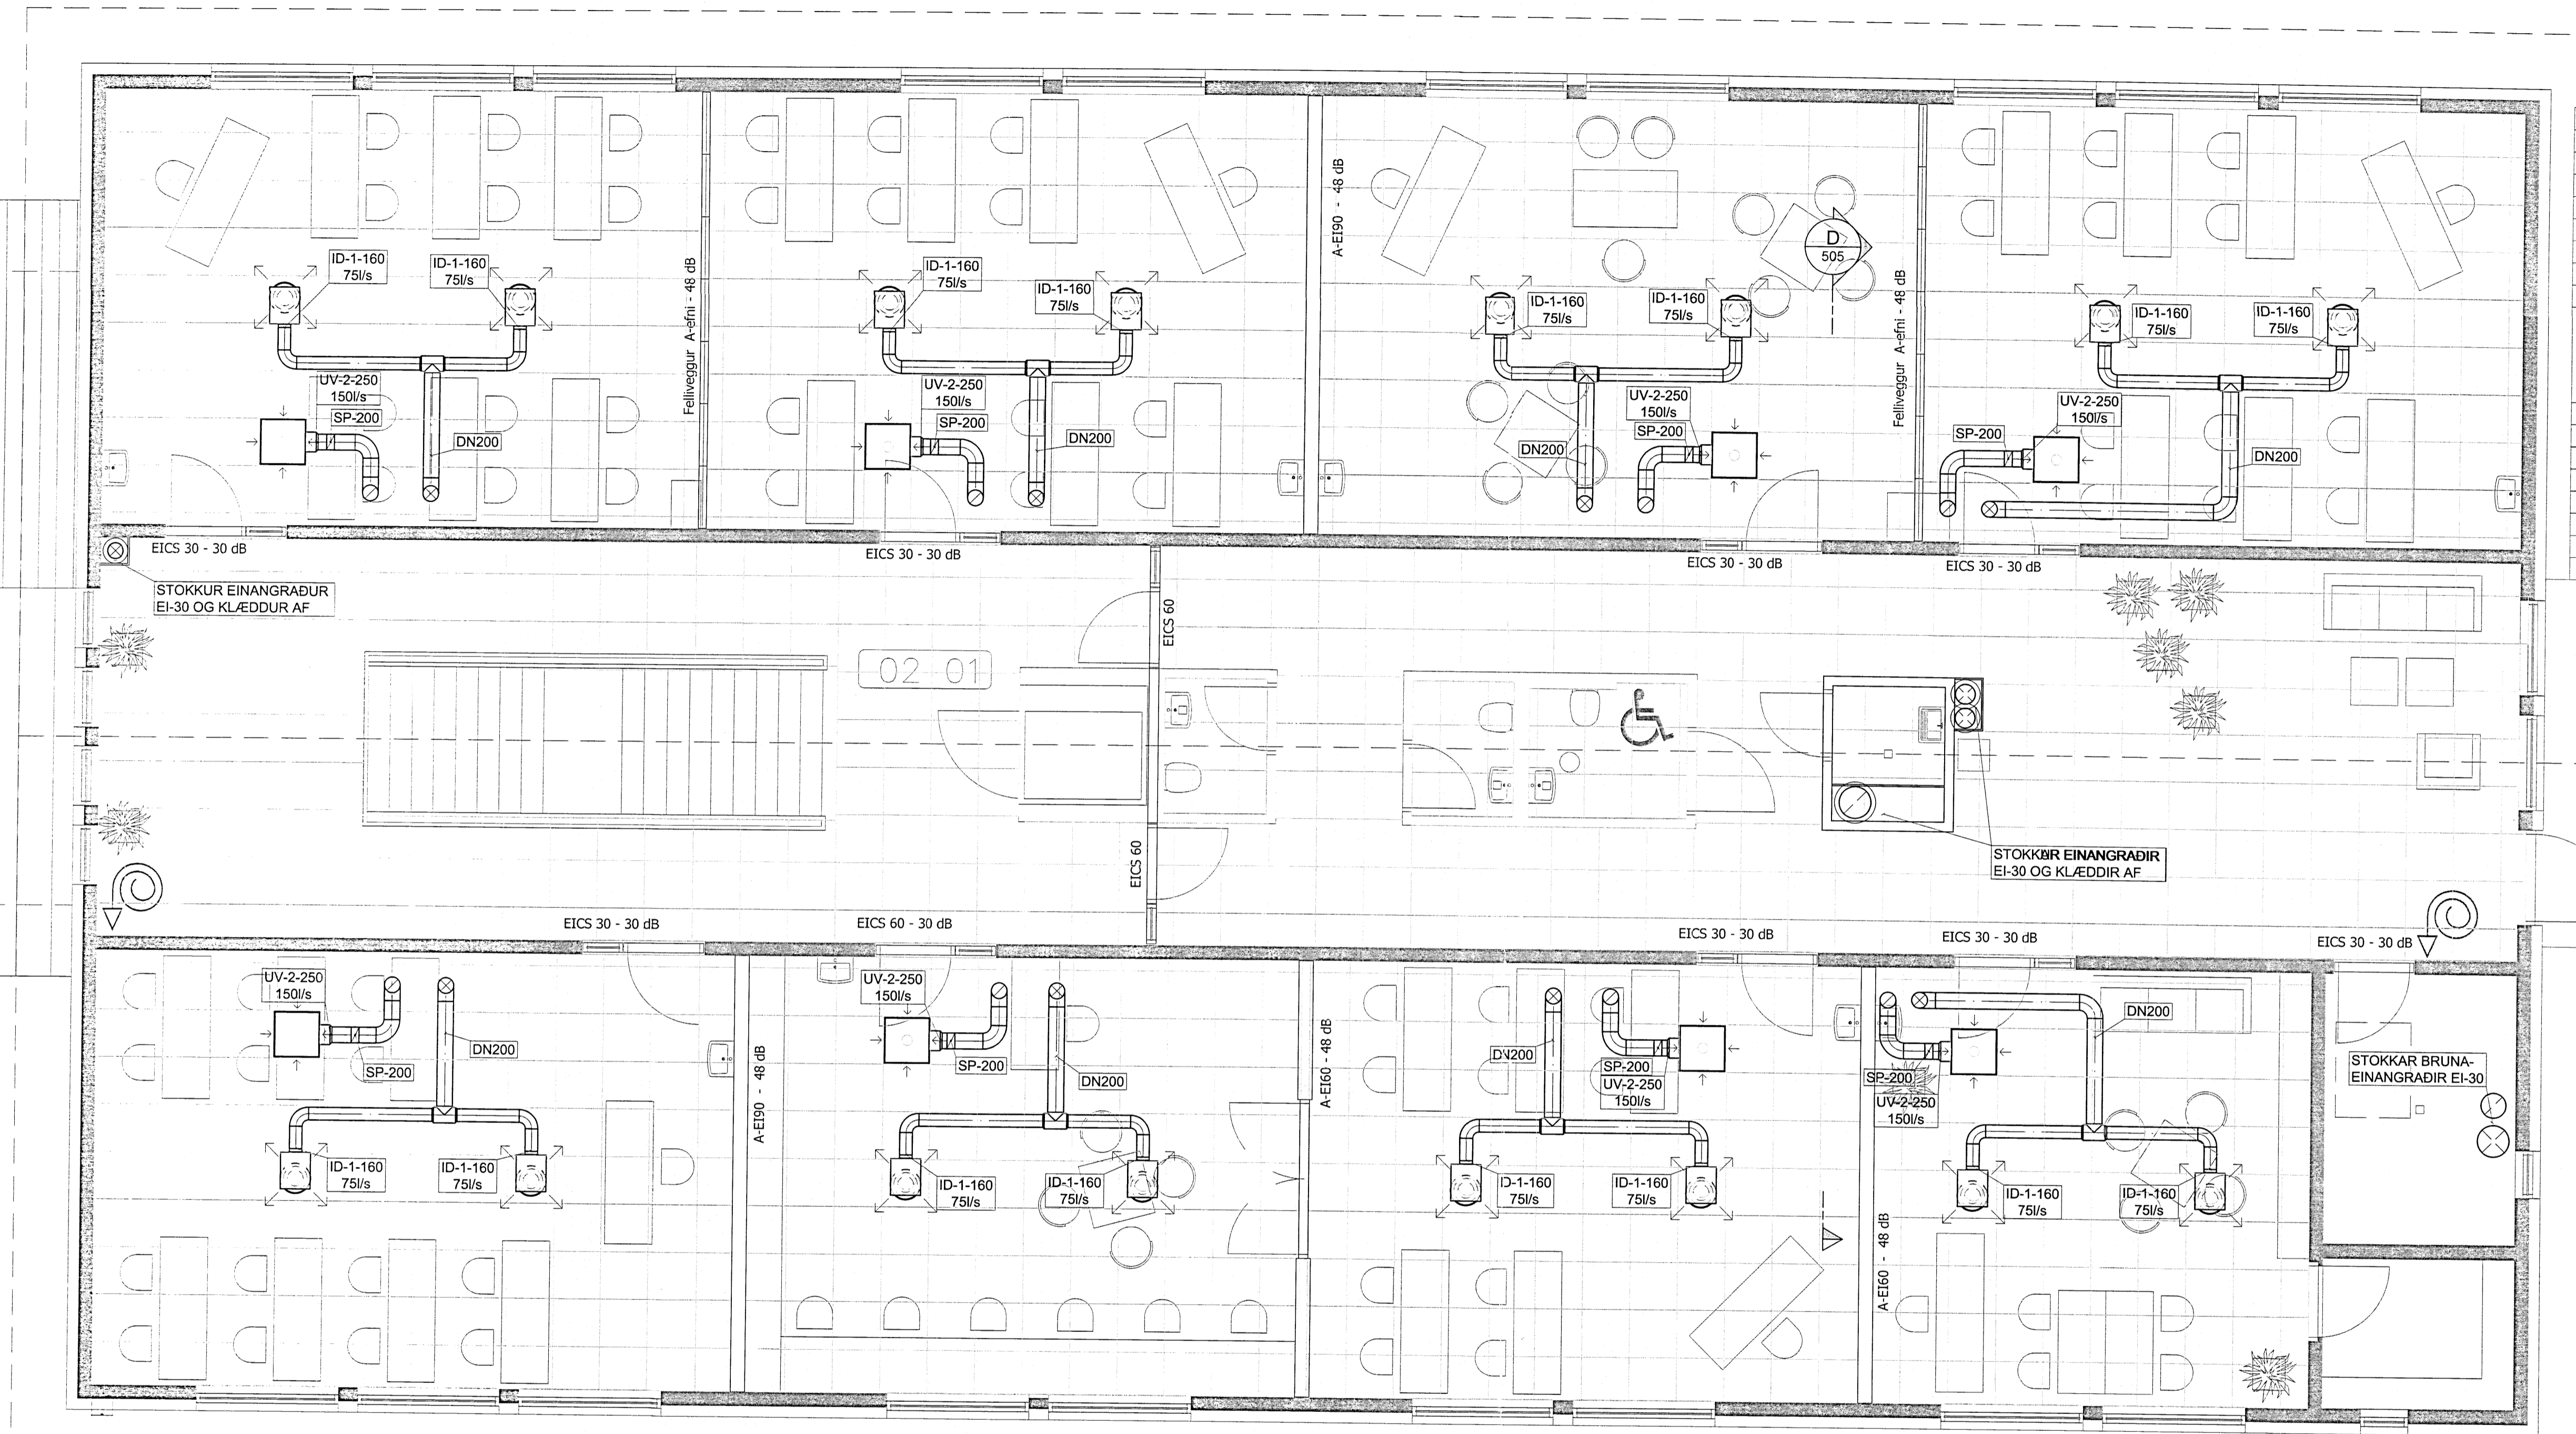 ID-1-160
75l/s
ID-1-160
75l/s
UV-2-250
150l/s
SP-200
DN200
Felliveggur A-efni - 48 dB
ID-1-160
75l/s
ID-1-160
75l/s
UV-2-250
150l/s
SP-200
DN200
A-EI90 - 48 dB
ID-1-160
75l/s
ID-1-160
75l/s
D
505
UV-2-250
150l/s
SP-200
DN200
Felliveggur A-efni - 48 dB
ID-1-160
75l/s
ID-1-160
75l/s
UV-2-250
150l/s
SP-200
DN200
EICS 30 - 30 dB
EICS 30 - 30 dB
EICS 30 - 30 dB
EICS 30 - 30 dB
STOKKUR EINANGRAÐUR
EI-30 OG KLÆDDUR AF
EICS 60
02 01
EICS 60
STOKKAR EINANGRAÐIR
EI-30 OG KLÆDDIR AF
EICS 30 - 30 dB
EICS 60 - 30 dB
EICS 30 - 30 dB
EICS 30 - 30 dB
EICS 30 - 30 dB
UV-2-250
150l/s
SP-200
DN200
ID-1-160
75l/s
ID-1-160
75l/s
A-EI90 - 48 dB
UV-2-250
150l/s
SP-200
DN200
ID-1-160
75l/s
ID-1-160
75l/s
A-EI60 - 48 dB
DN200
SP-200
UV-2-250
150l/s
ID-1-160
75l/s
ID-1-160
75l/s
A-EI60 - 48 dB
SP-200
UV-2-250
150l/s
DN200
ID-1-160
75l/s
ID-1-160
75l/s
STOKKAR BRUNA-
EINANGRAÐIR EI-30